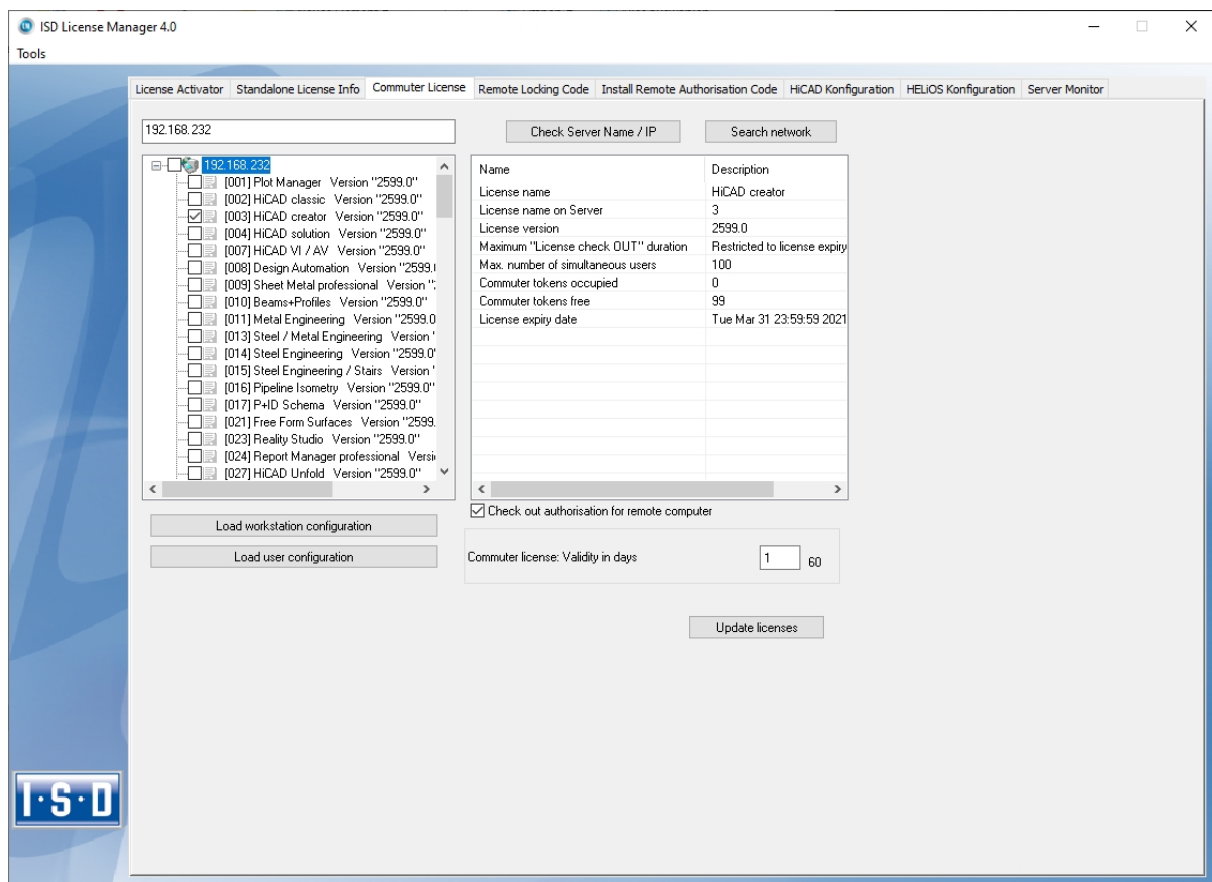 ISD License Manager 4.0
Tools
License Activator Standalone License Info Commuter License Remote Locking Code Install Remote Authorisation Code HiCAD Konfiguration HELiOS Konfiguration Server Monitor
192.168.232
Check Server Name / IP
Search network
192.168.232
[001] Plot Manager Version "2599.0"
[002] HiCAD classic Version "2599.0"
[003] HiCAD creator Version "2599.0"
[004] HiCAD solution Version "2599.0"
[007] HiCAD VI / AV Version "2599.0"
[008] Design Automation Version "2599.
[009] Sheet Metal professional Version "
[010] Beams+Profiles Version "2599.0"
[011] Metal Engineering Version "2599.0
[013] Steel / Metal Engineering Version "
[014] Steel Engineering Version "2599.0"
[015] Steel Engineering / Stairs Version "
[016] Pipeline Isometry Version "2599.0"
[017] P+ID Schema Version "2599.0"
[021] Free Form Surfaces Version "2599.
[023] Reality Studio Version "2599.0"
[024] Report Manager professional Versi
[027] HiCAD Unfold Version "2599.0"
Name Description
License name HiCAD creator
License name on Server 3
License version 2599.0
Maximum "License check OUT" duration Restricted to license expiry
Max. number of simultaneous users 100
Commuter tokens occupied 0
Commuter tokens free 99
License expiry date Tue Mar 31 23:59:59 2021
Check out authorisation for remote computer
Load workstation configuration
Load user configuration
Commuter license: Validity in days 1 60
Update licenses
I·S·D